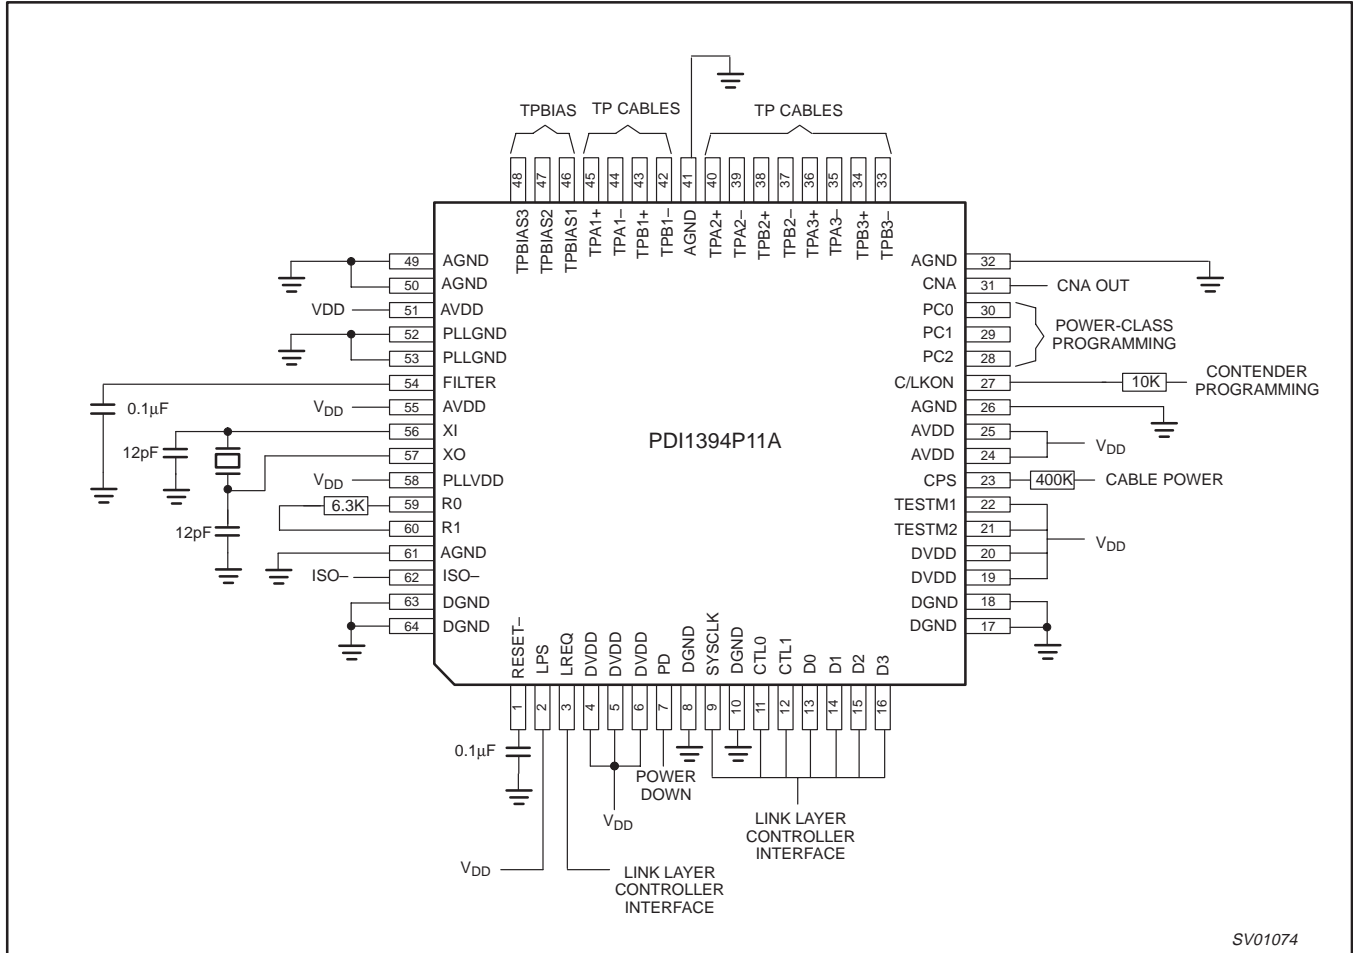 TPBIAS
TP CABLES
TP CABLES
48
47
46
45
44
43
42
41
40
39
38
37
36
35
34
33
TPBIAS3
TPBIAS2
TPBIAS1
TPA1+
TPA1–
TPB1+
TPB1–
AGND
TPA2+
TPA2–
TPB2+
TPB2–
TPA3+
TPA3–
TPB3+
TPB3–
49 AGND
50 AGND
VDD 51 AVDD
52 PLLGND
53 PLLGND
54 FILTER
0.1µF
VDD 55 AVDD
56 XI
12pF
57 XO
VDD 58 PLLVDD
6.3K 59 R0
60 R1
12pF
61 AGND
ISO– 62 ISO–
63 DGND
64 DGND
PDI1394P11A
AGND 32
CNA 31 CNA OUT
PC0 30
PC1 29
PC2 28
POWER-CLASS
PROGRAMMING
C/LKON 27 10K
CONTENDER
PROGRAMMING
AGND 26
AVDD 25
AVDD 24
VDD
CPS 23 400K CABLE POWER
TESTM1 22
TESTM2 21
DVDD 20
DVDD 19
VDD
DGND 18
DGND 17
RESET–
LPS
LREQ
DVDD
DVDD
DVDD
PD
DGND
SYSCLK
DGND
CTL0
CTL1
D0
D1
D2
D3
1
2
3
4
5
6
7
8
9
10
11
12
13
14
15
16
0.1µF
POWER
DOWN
VDD
LINK LAYER
CONTROLLER
INTERFACE
VDD
LINK LAYER
CONTROLLER
INTERFACE
SV01074